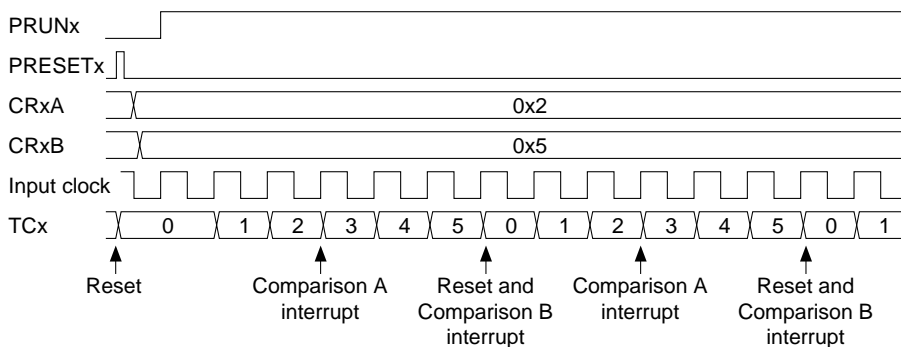 PRUNx
PRESETx
CRxA 0x2
CRxB 0x5
Input clock
TCx 0 1 2 3 4 5 0 1 2 3 4 5 0 1
Reset Comparison A Reset and Comparison A Reset and
interrupt Comparison B interrupt Comparison B
interrupt interrupt